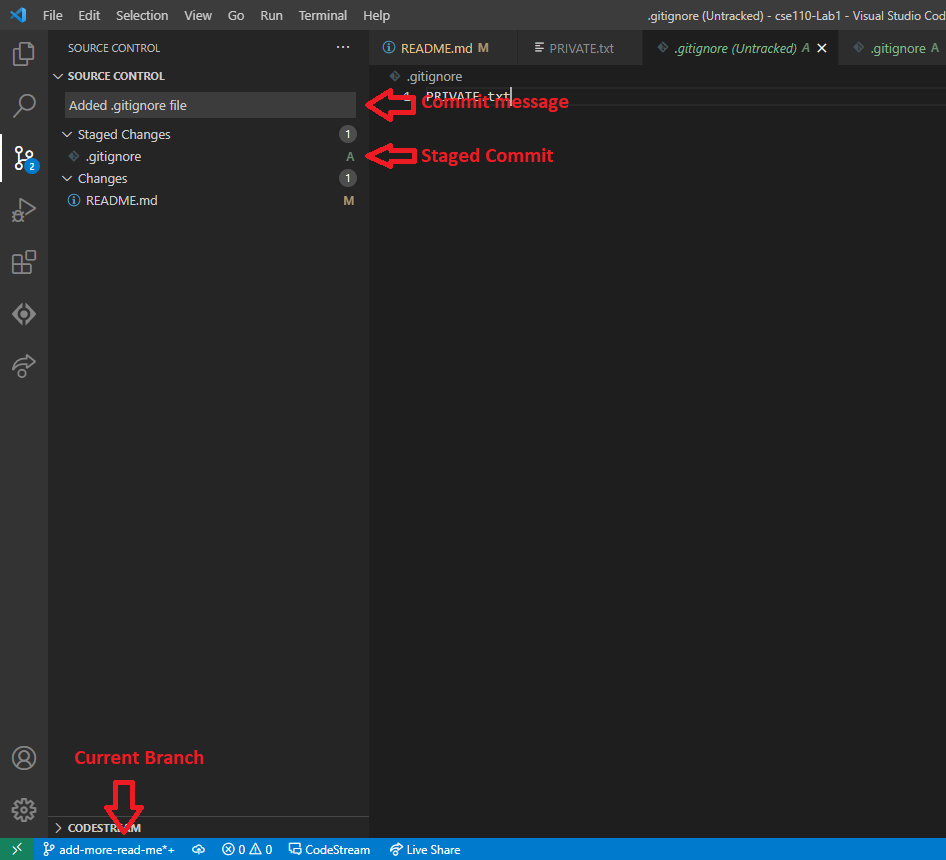 File Edit Selection View Go Run Terminal Help .gitignore (Untracked) - cse110-Lab1 - Visual Studio Cod
SOURCE CONTROL ···
README.md M PRIVATE.txt .gitignore (Untracked) A .gitignore A
SOURCE CONTROL
.gitignore
Added .gitignore file
1 PRIVATE.txt
Commit message
Staged Changes 1
.gitignore A
Staged Commit
Changes 1
README.md M
2
Current Branch
CODESTREAM
add-more-read-me*+ 0 0 CodeStream Live Share